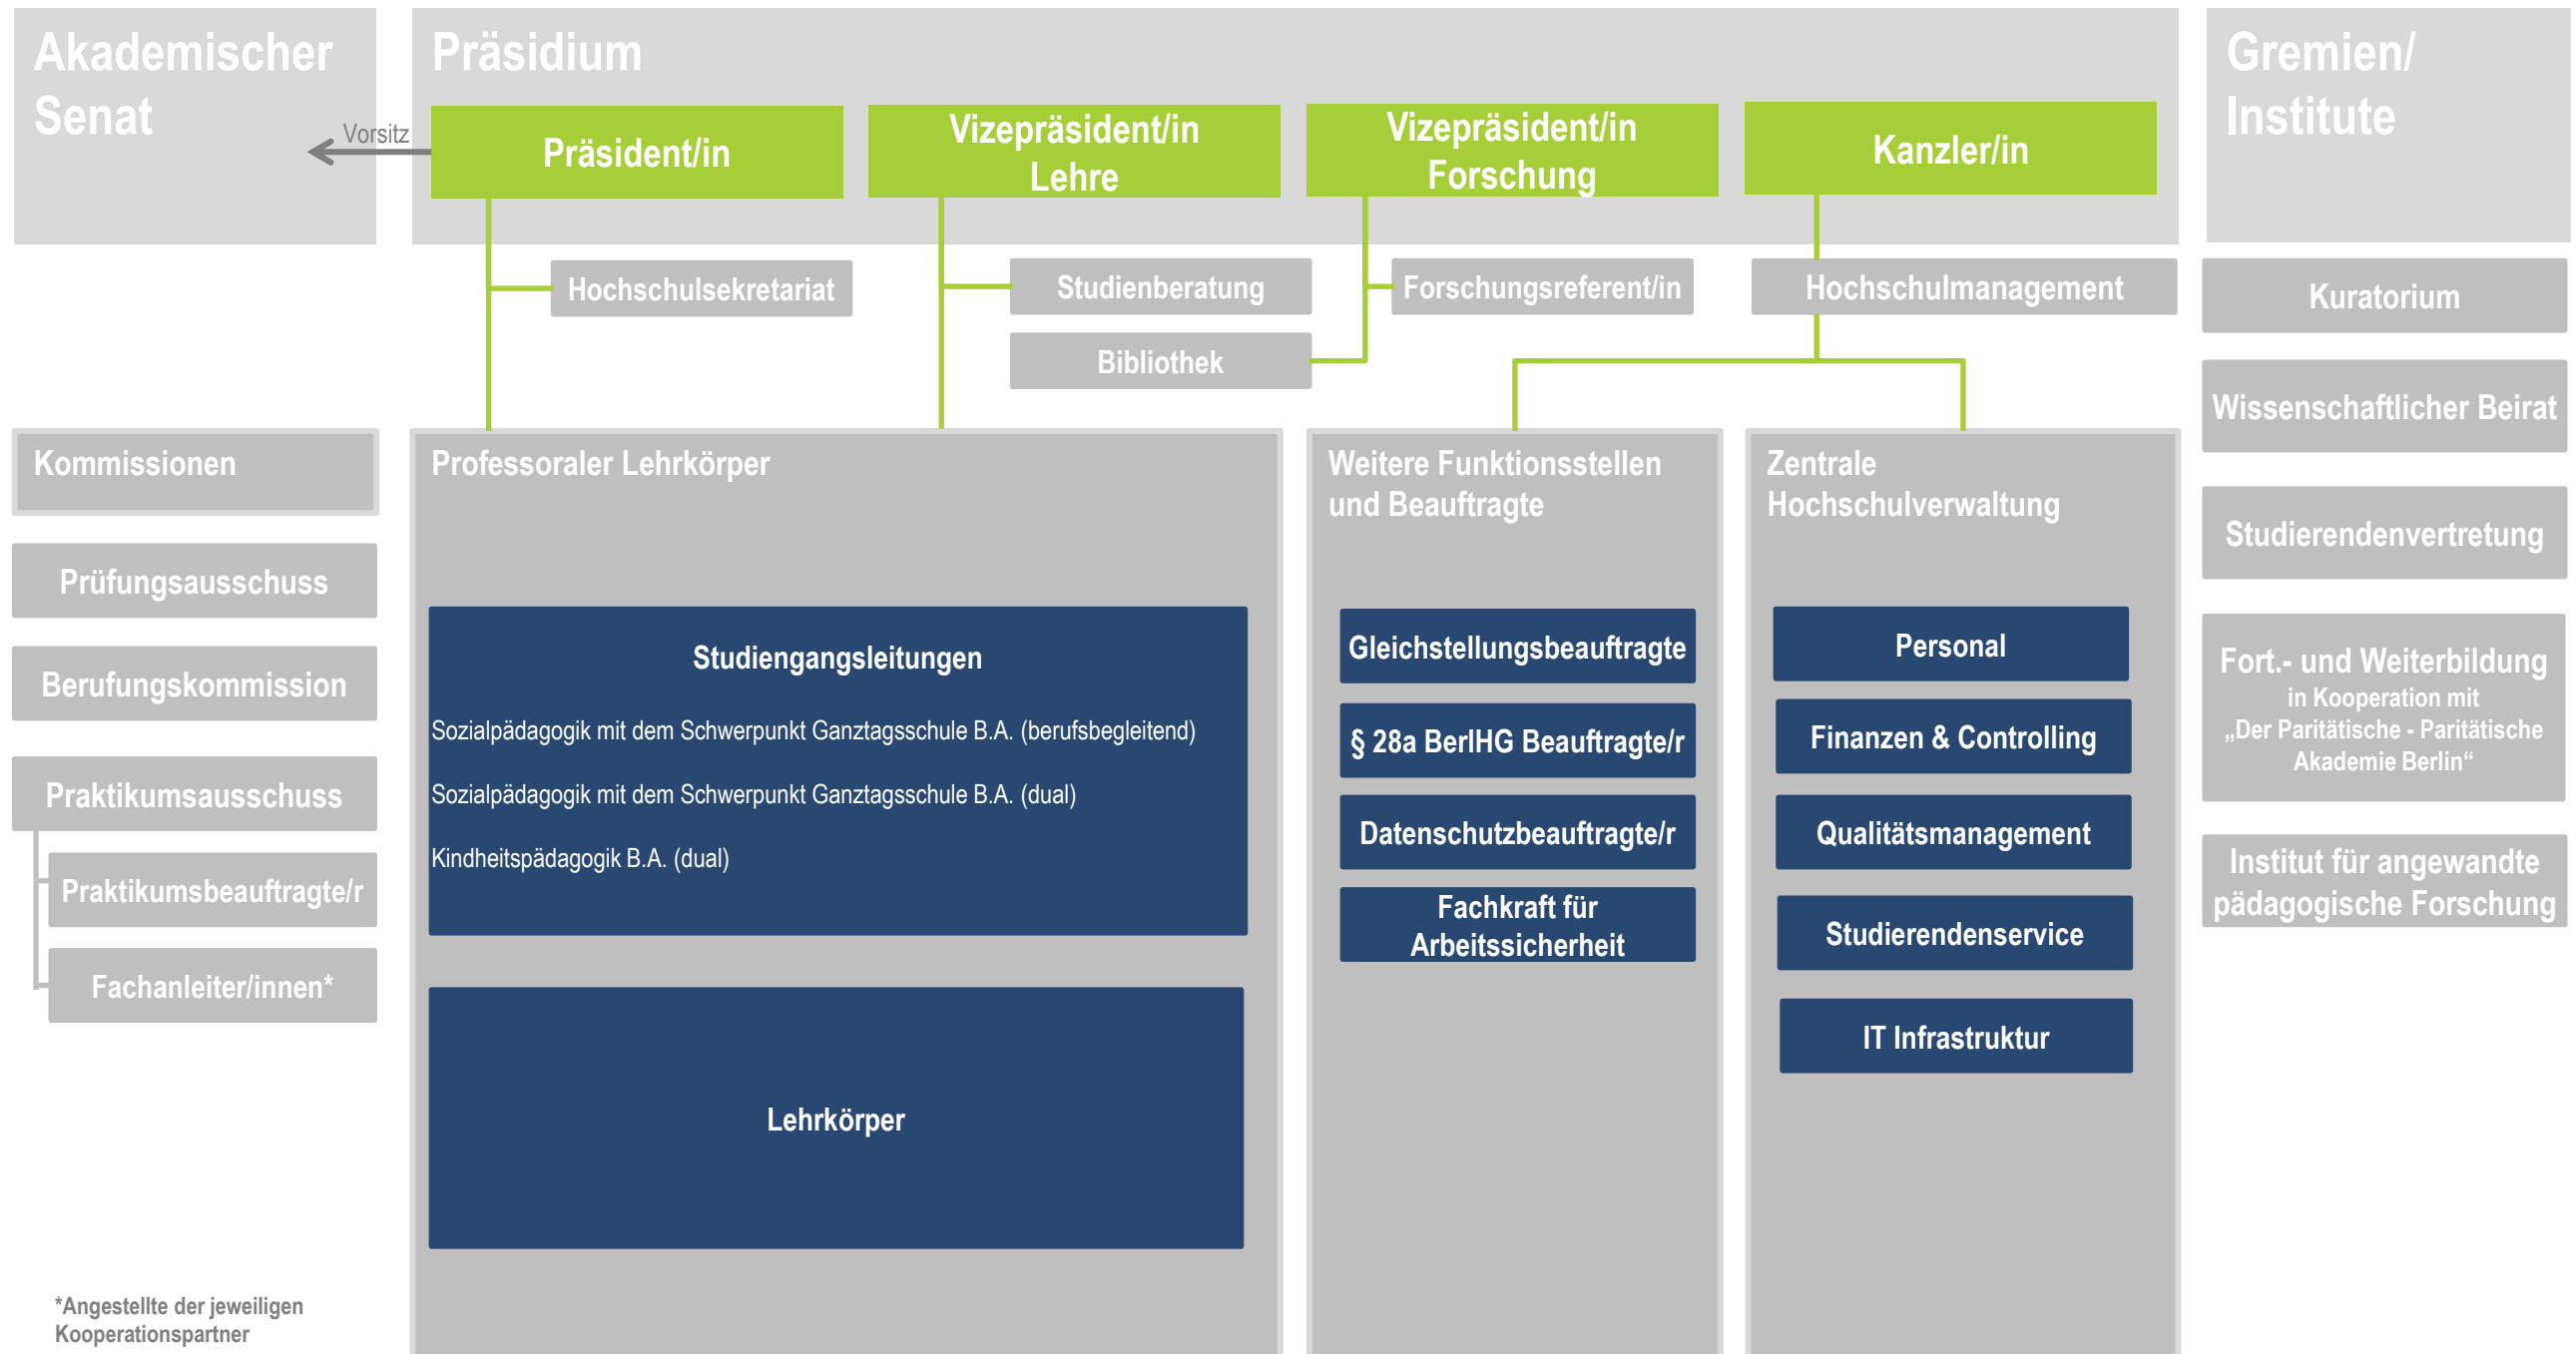 Akademischer
Senat
Präsidium
Gremien/
Institute
Vorsitz
Präsident/in
Vizepräsident/in
Lehre
Vizepräsident/in
Forschung
Kanzler/in
Hochschulsekretariat
Studienberatung
Bibliothek
Forschungsreferent/in
Hochschulmanagement
Kommissionen
Prüfungsausschuss
Berufungskommission
Praktikumsausschuss
Praktikumsbeauftragte/r
Fachanleiter/innen*
*Angestellte der jeweiligen
Kooperationspartner
Professoraler Lehrkörper
Studiengangsleitungen
Sozialpädagogik mit dem Schwerpunkt Ganztagsschule B.A. (berufsbegleitend)
Sozialpädagogik mit dem Schwerpunkt Ganztagsschule B.A. (dual)
Kindheitspädagogik B.A. (dual)
Lehrkörper
Weitere Funktionsstellen
und Beauftragte
Gleichstellungsbeauftragte
§ 28a BerlHG Beauftragte/r
Datenschutzbeauftragte/r
Fachkraft für
Arbeitssicherheit
Zentrale
Hochschulverwaltung
Personal
Finanzen & Controlling
Qualitätsmanagement
Studierendenservice
IT Infrastruktur
Kuratorium
Wissenschaftlicher Beirat
Studierendenvertretung
Fort.- und Weiterbildung
in Kooperation mit
„Der Paritätische - Paritätische
Akademie Berlin“
Institut für angewandte
pädagogische Forschung